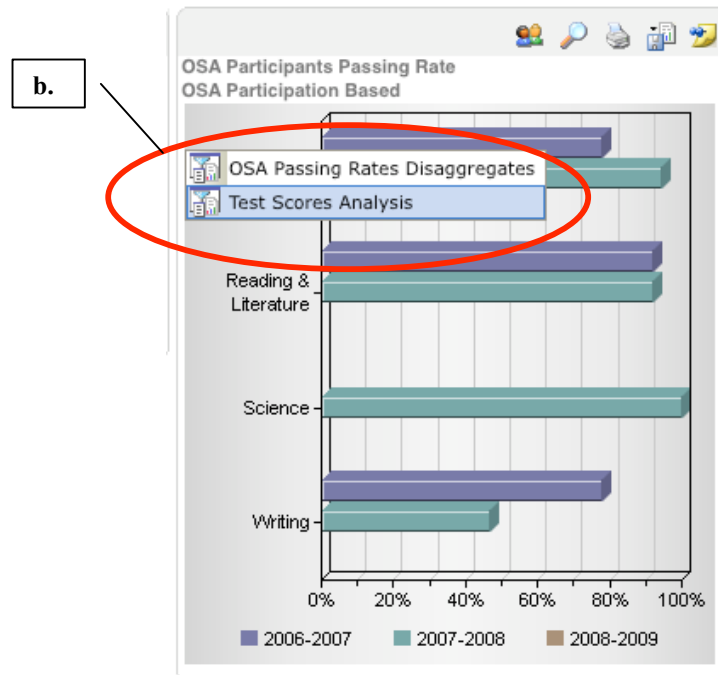 b.
OSA Participants Passing Rate
OSA Participation Based
OSA Passing Rates Disaggregates
Test Scores Analysis
Reading &
Literature
Science
Writing
0% 20% 40% 60% 80% 100%
2006-2007 2007-2008 2008-2009